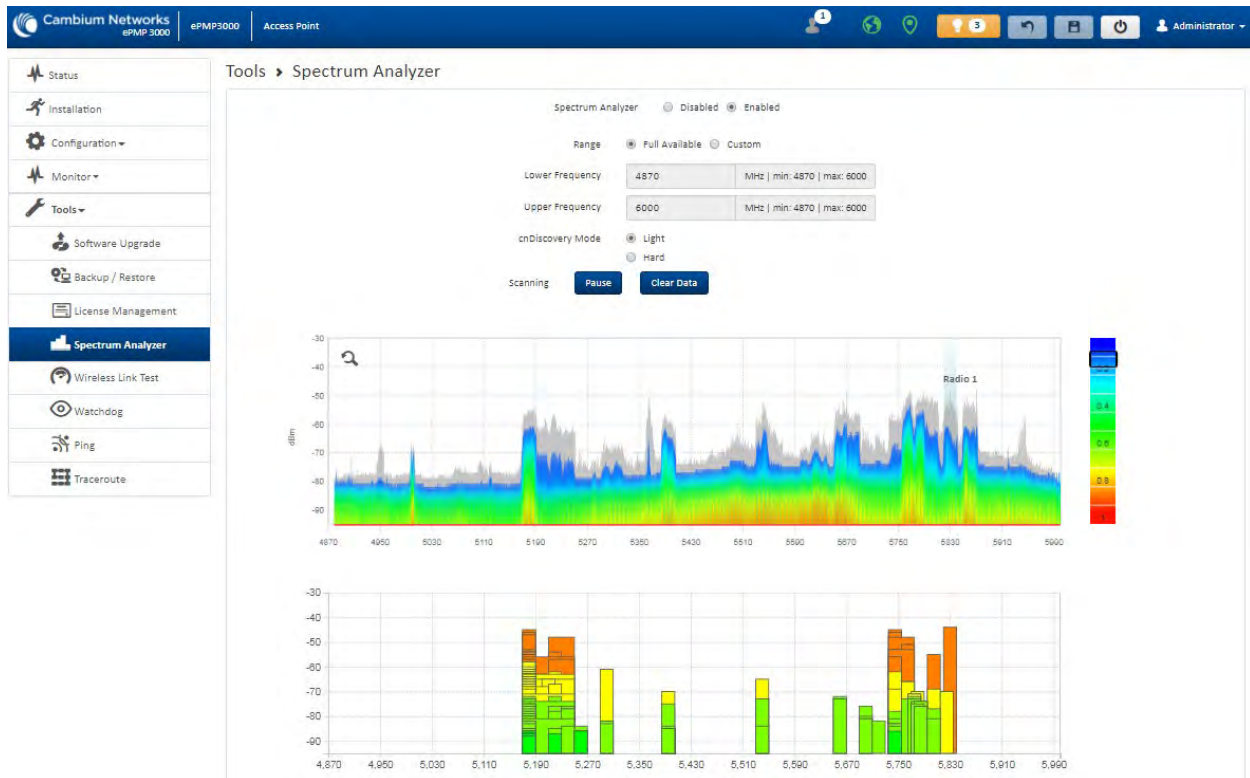 Cambium Networks
ePMP 3000
ePMP3000
Access Point
1
3
Administrator
Status
Installation
Configuration
Monitor
Tools
Software Upgrade
Backup / Restore
License Management
Spectrum Analyzer
Wireless Link Test
Watchdog
Ping
Traceroute
Tools > Spectrum Analyzer
Spectrum Analyzer Disabled Enabled
Range Full Available Custom
Lower Frequency 4870 MHz | min: 4870 | max: 6000
Upper Frequency 6000 MHz | min: 4870 | max: 6000
cnDiscovery Mode Light
Hard
Scanning Pause Clear Data
-30
-40
-50
-60
-70
-80
-90
dBm
Radio 1
0.4
0.6
0.8
1
4870 4950 5030 5110 5190 5270 5350 5430 5510 5590 5670 5750 5830 5910 5990
-30
-40
-50
-60
-70
-80
-90
4,870 4,950 5,030 5,110 5,190 5,270 5,350 5,430 5,510 5,590 5,670 5,750 5,830 5,910 5,990